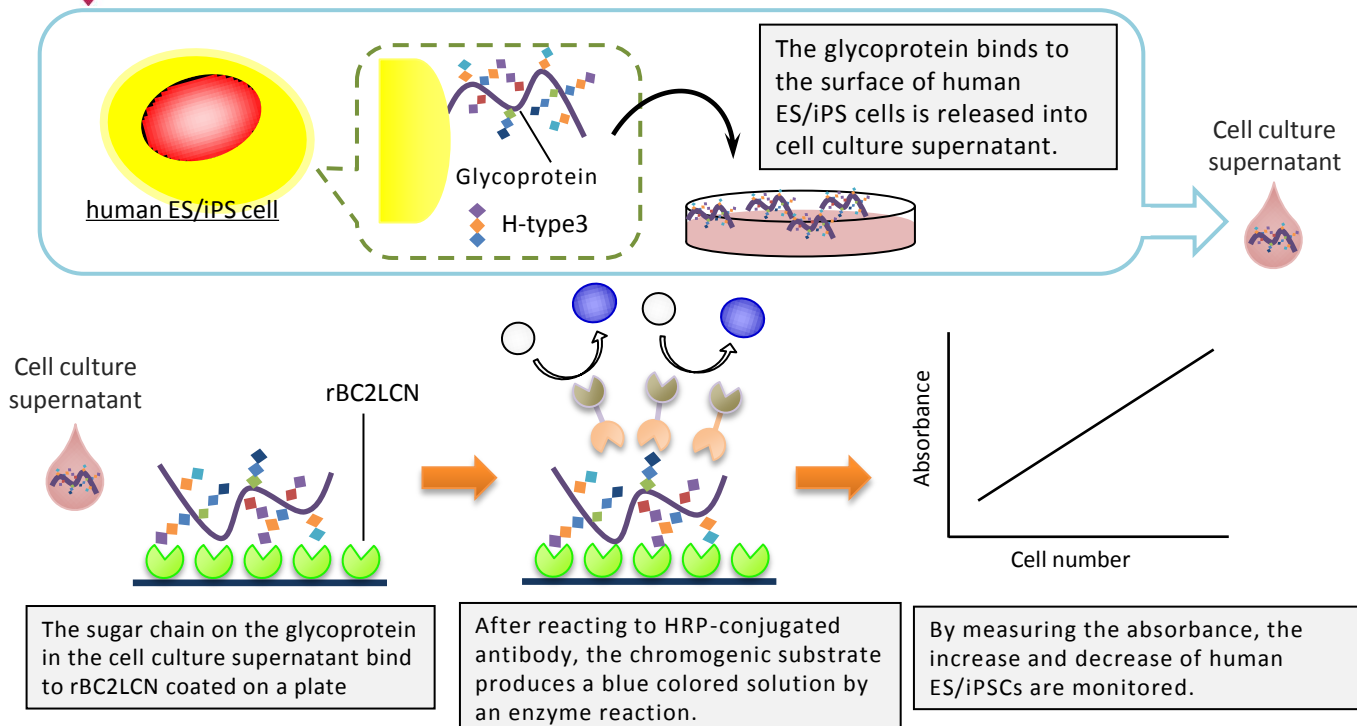 The glycoprotein binds to
the surface of human
ES/iPS cells is released into
cell culture supernatant.
Cell culture
supernatant
human ES/iPS cell
Glycoprotein
H-type3
Cell culture
supernatant
rBC2LCN
Absorbance
Cell number
The sugar chain on the glycoprotein
in the cell culture supernatant bind
to rBC2LCN coated on a plate
After reacting to HRP-conjugated
antibody, the chromogenic substrate
produces a blue colored solution by
an enzyme reaction.
By measuring the absorbance, the
increase and decrease of human
ES/iPSCs are monitored.